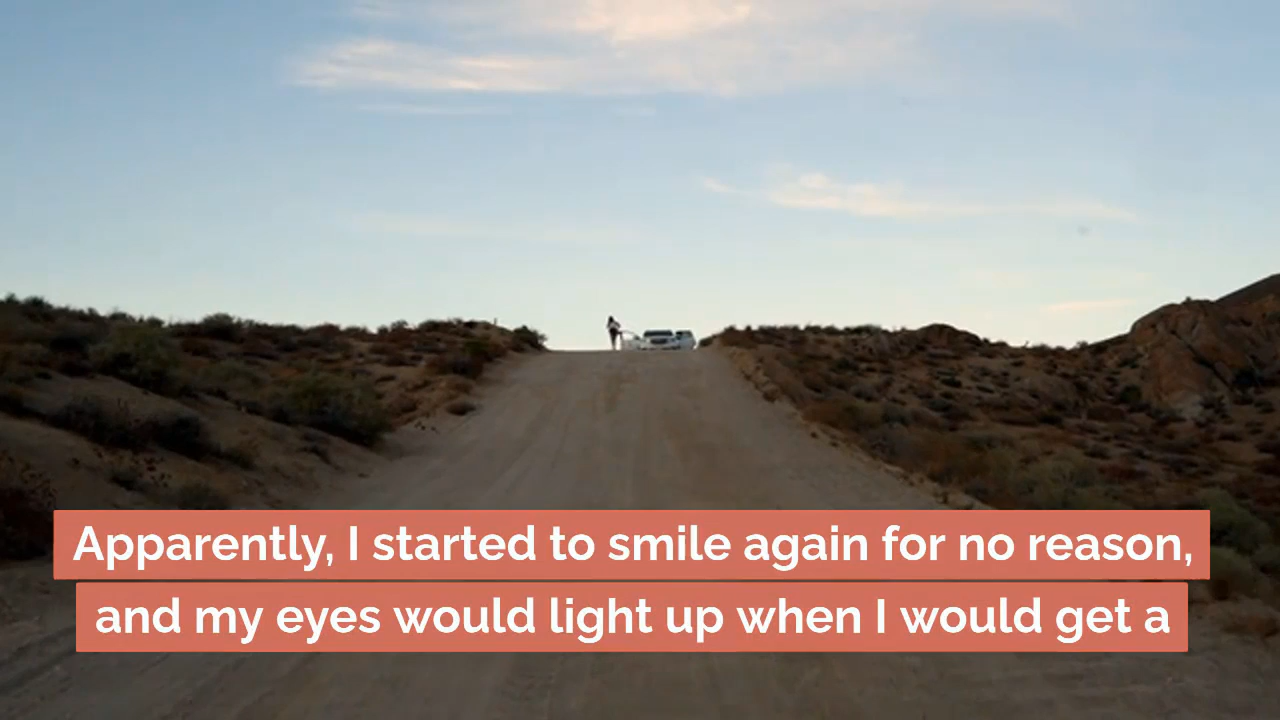 Apparently, I started to smile again for no reason,
and my eyes would light up when I would get a